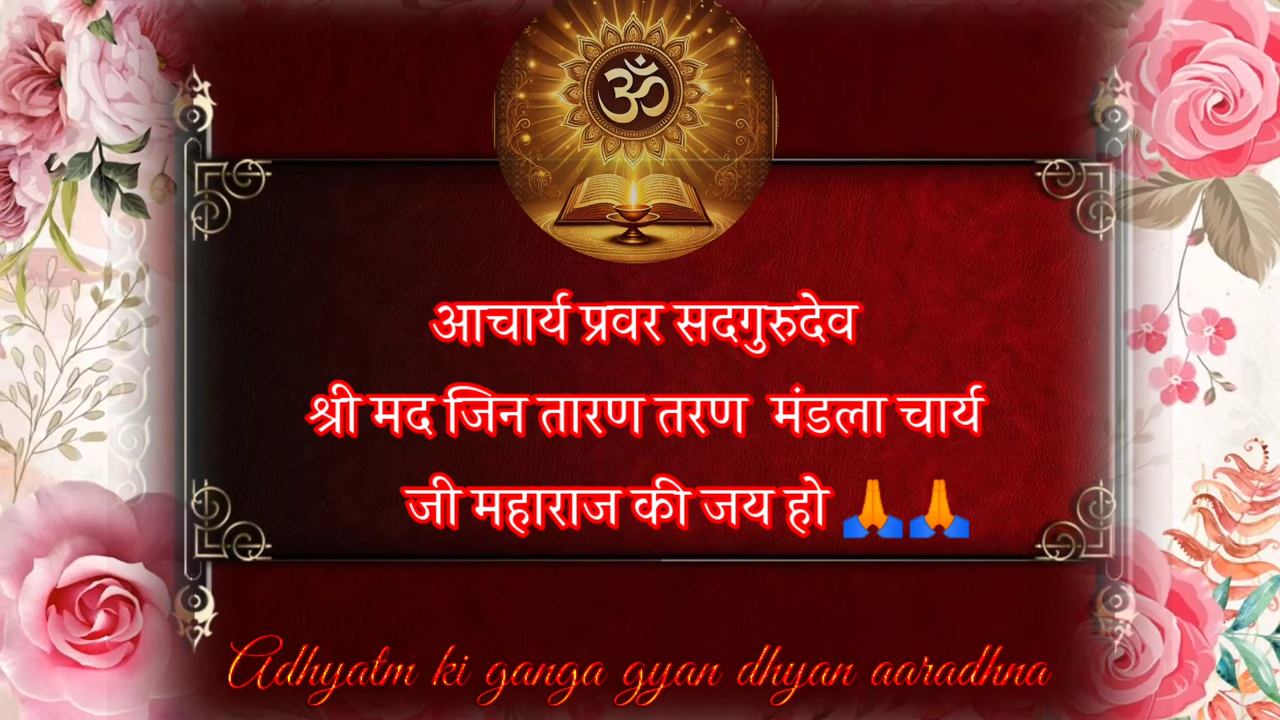 ॐ
आचार्य प्रवर सदगुरुदेव
श्री मद जिन तारण तरण मंडला चार्य
जी महाराज की जय हो 🙏🙏
Adhyatm ki ganga gyan dhyan aaradhna